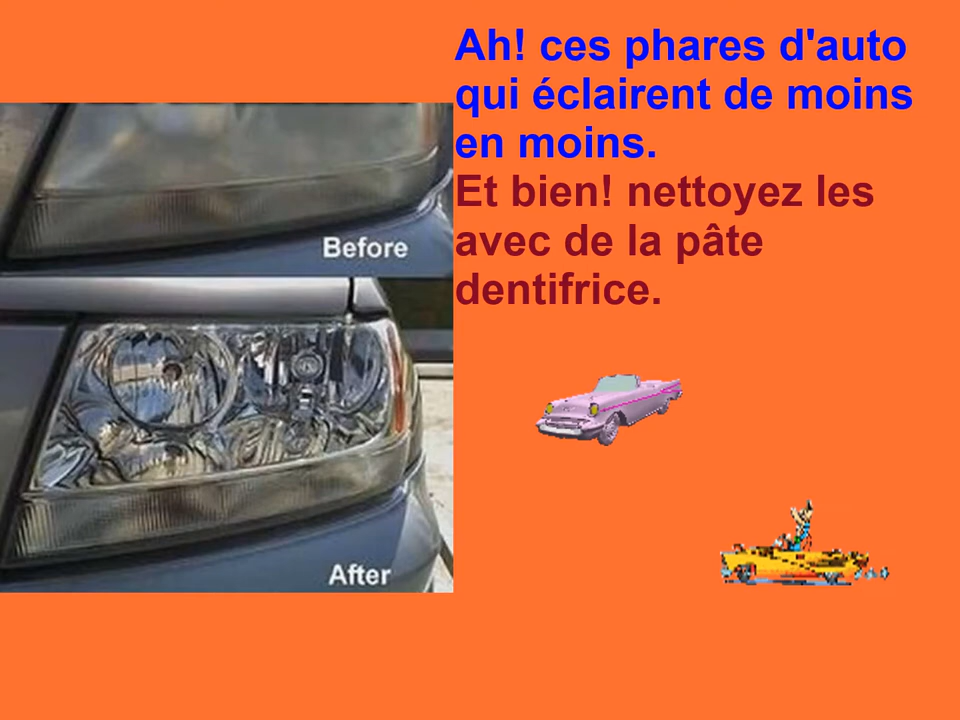 Ah! ces phares d'auto
qui éclairent de moins
en moins.
Et bien! nettoyez les
avec de la pâte
dentifrice.
Before
After